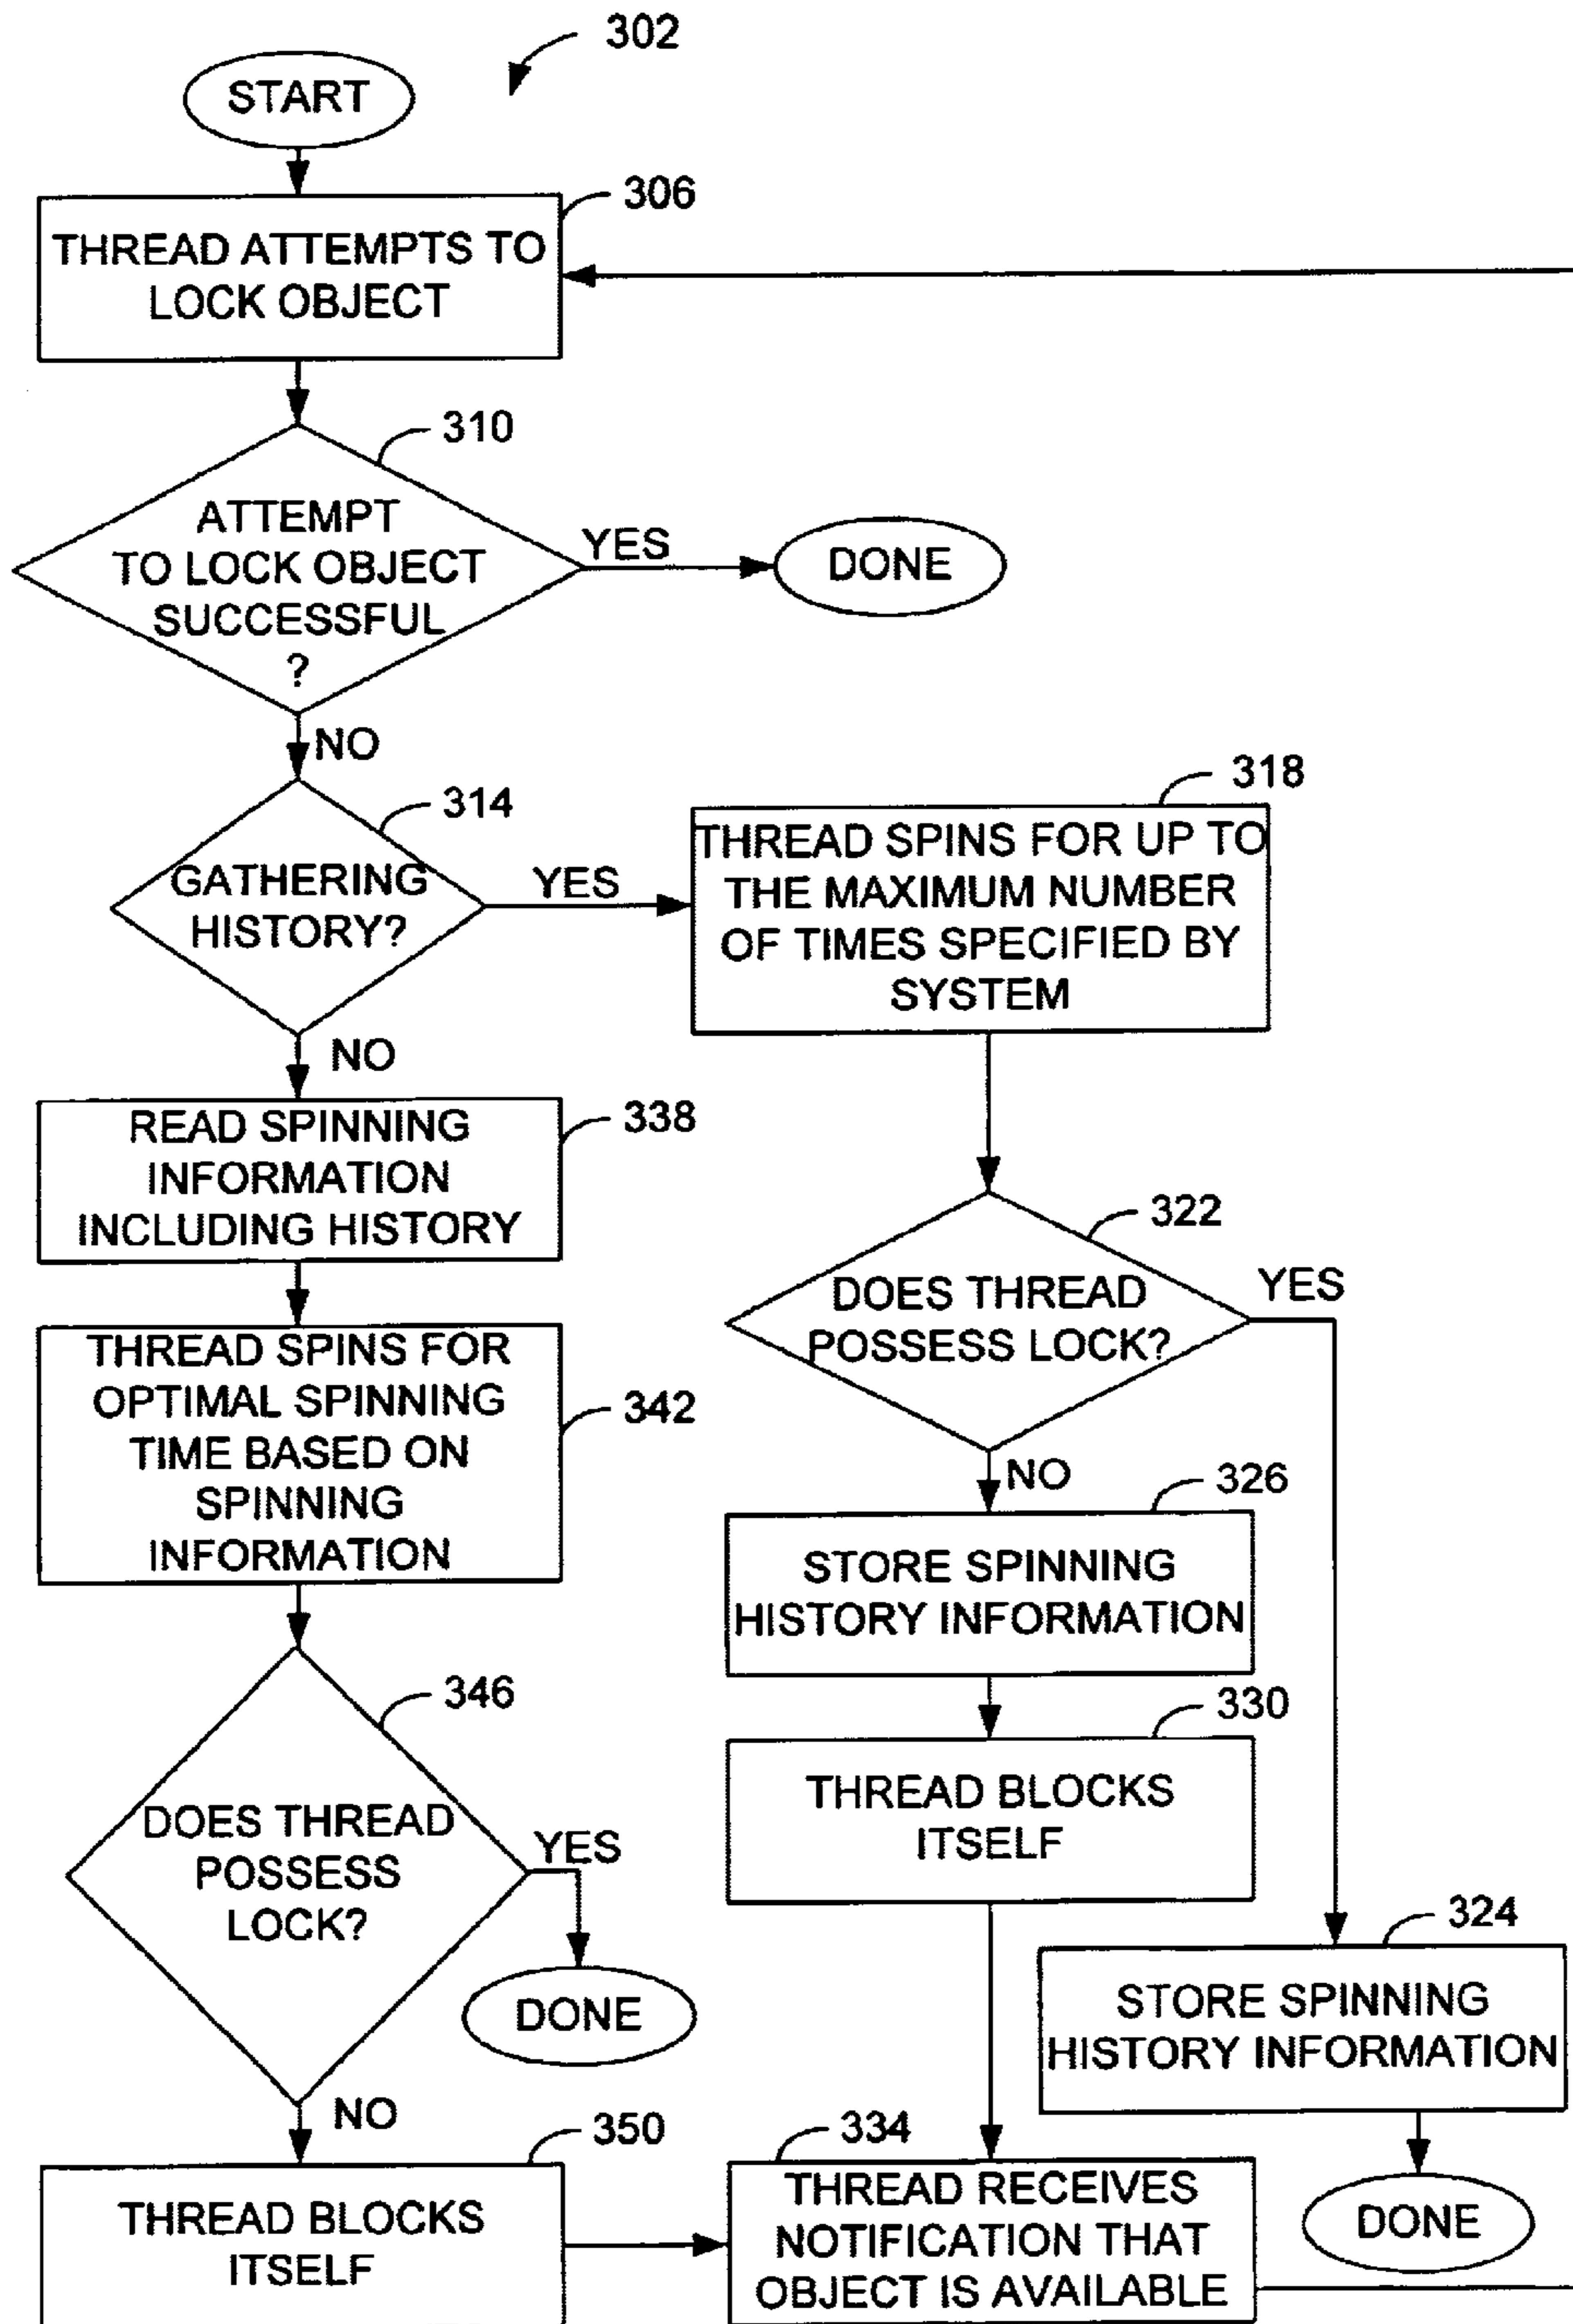 302
START
306
THREAD ATTEMPTS TO
LOCK OBJECT
310
ATTEMPT
TO LOCK OBJECT
SUCCESSFUL
?
YES
DONE
NO
314
GATHERING
HISTORY?
YES
318
THREAD SPINS FOR UP TO
THE MAXIMUM NUMBER
OF TIMES SPECIFIED BY
SYSTEM
NO
338
READ SPINNING
INFORMATION
INCLUDING HISTORY
322
DOES THREAD
POSSESS LOCK?
YES
342
THREAD SPINS FOR
OPTIMAL SPINNING
TIME BASED ON
SPINNING
INFORMATION
NO
326
STORE SPINNING
HISTORY INFORMATION
346
DOES THREAD
POSSESS
LOCK?
YES
DONE
330
THREAD BLOCKS
ITSELF
324
STORE SPINNING
HISTORY INFORMATION
DONE
NO
350
THREAD BLOCKS
ITSELF
334
THREAD RECEIVES
NOTIFICATION THAT
OBJECT IS AVAILABLE